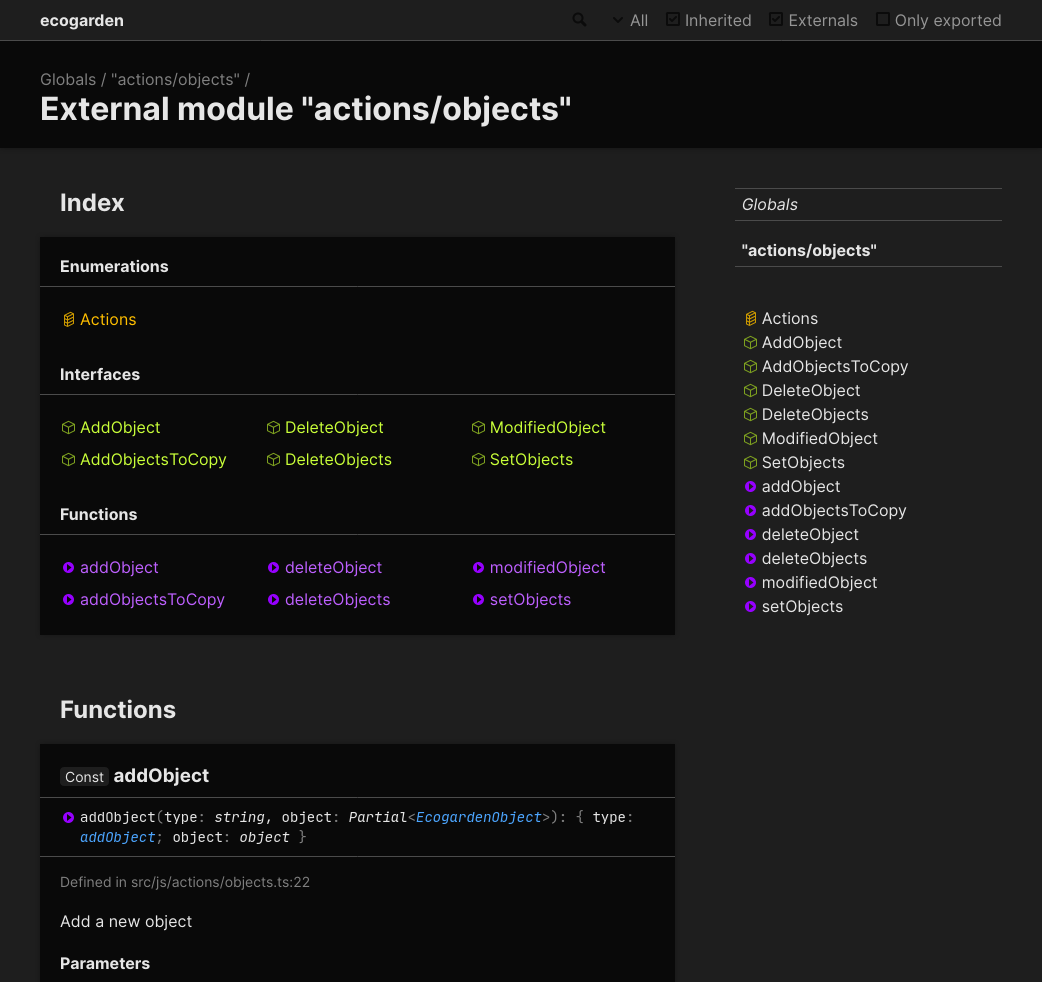 ecogarden All Inherited Externals Only exported
Globals / "actions/objects" /
External module "actions/objects"
Index
Enumerations
Actions
Interfaces
AddObject DeleteObject ModifiedObject
AddObjectsToCopy DeleteObjects SetObjects
Functions
addObject deleteObject modifiedObject
addObjectsToCopy deleteObjects setObjects
Functions
Const addObject
addObject(type: string, object: Partial<EcogardenObject>): { type:
addObject; object: object }
Defined in src/js/actions/objects.ts:22
Add a new object
Parameters
Globals
"actions/objects"
Actions
AddObject
AddObjectsToCopy
DeleteObject
DeleteObjects
ModifiedObject
SetObjects
addObject
addObjectsToCopy
deleteObject
deleteObjects
modifiedObject
setObjects